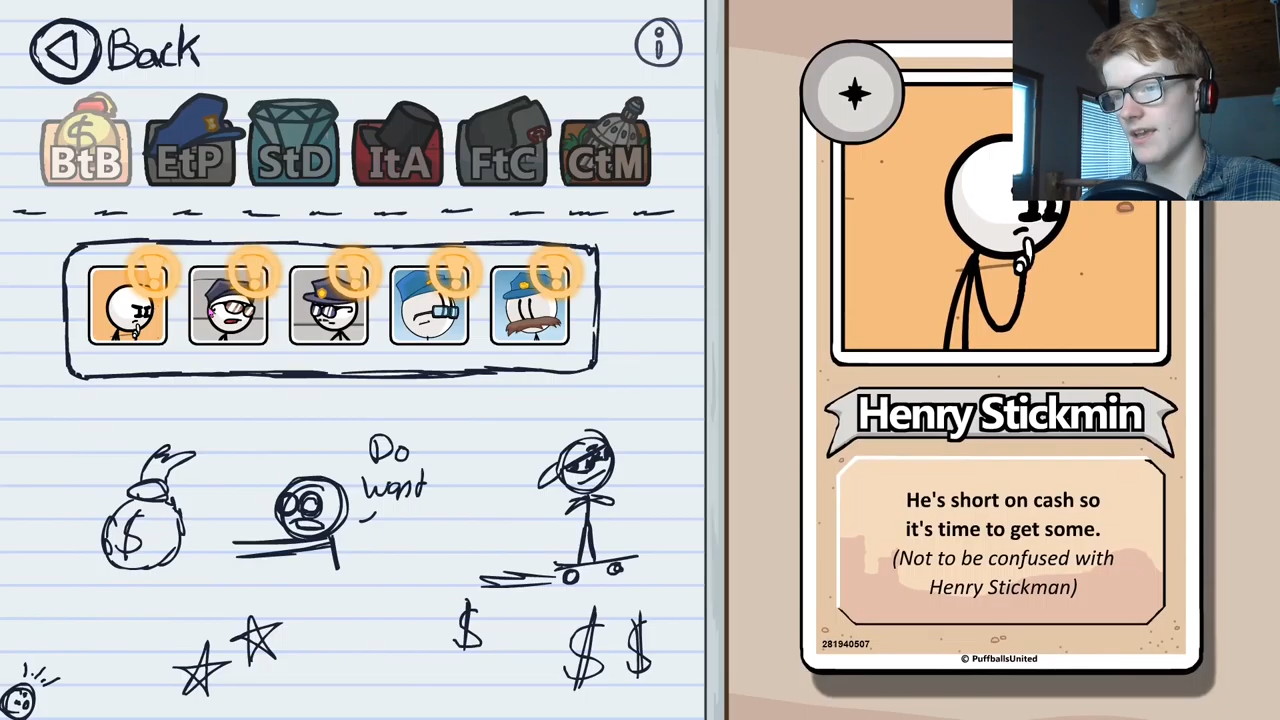 Back
i
BtB EtP StD ItA FtC CtM
Do
want
$
$ $ $
Henry Stickmin
He's short on cash so
it's time to get some.
(Not to be confused with
Henry Stickman)
281940507
© PuffballsUnited